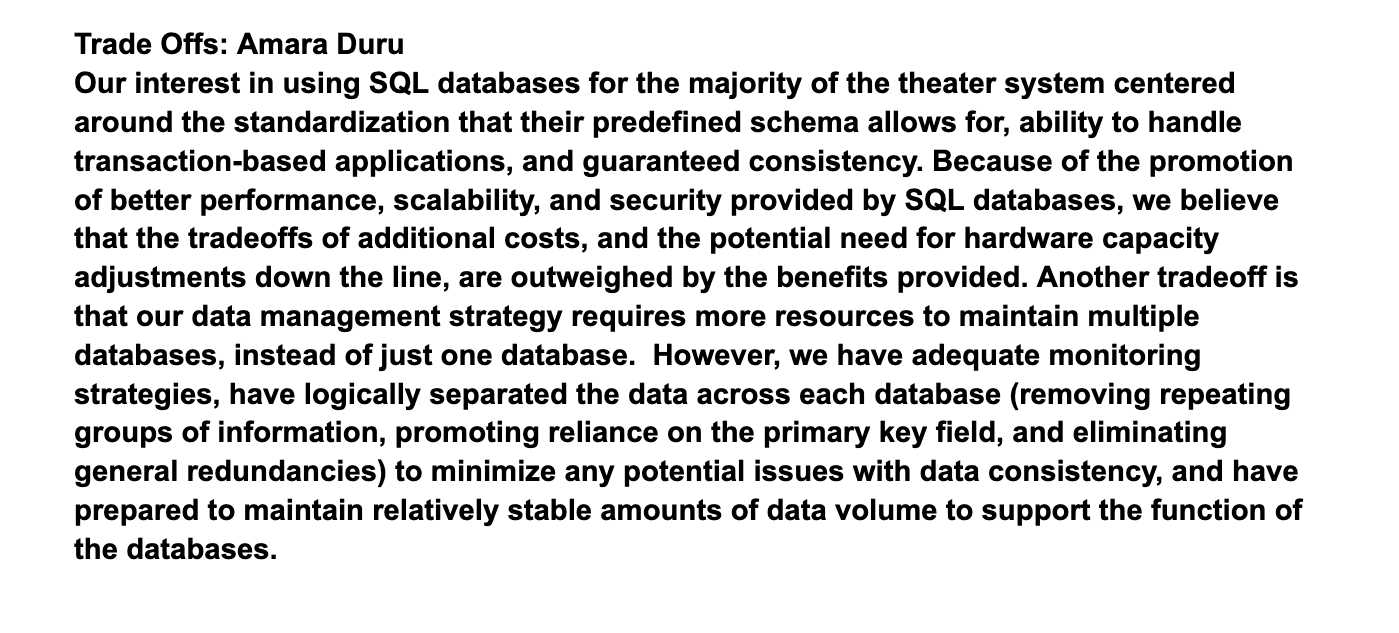 Trade Offs: Amara Duru
Our interest in using SQL databases for the majority of the theater system centered
around the standardization that their predefined schema allows for, ability to handle
transaction-based applications, and guaranteed consistency. Because of the promotion
of better performance, scalability, and security provided by SQL databases, we believe
that the tradeoffs of additional costs, and the potential need for hardware capacity
adjustments down the line, are outweighed by the benefits provided. Another tradeoff is
that our data management strategy requires more resources to maintain multiple
databases, instead of just one database.  However, we have adequate monitoring
strategies, have logically separated the data across each database (removing repeating
groups of information, promoting reliance on the primary key field, and eliminating
general redundancies) to minimize any potential issues with data consistency, and have
prepared to maintain relatively stable amounts of data volume to support the function of
the databases.